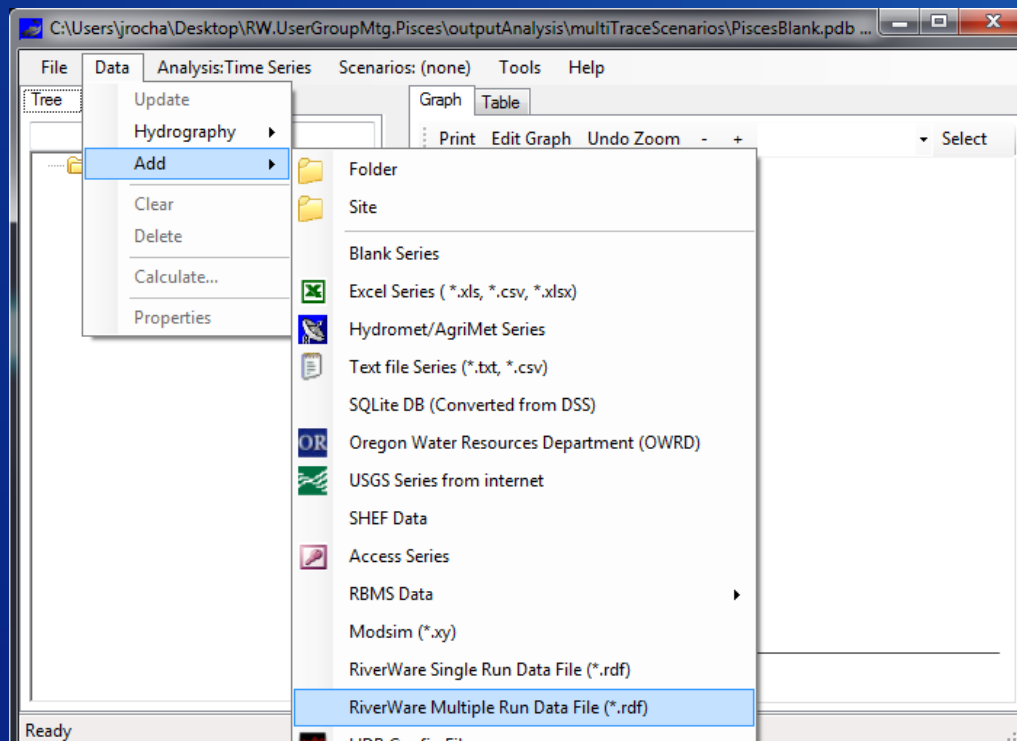 C:\Users\jrocha\Desktop\RW.UserGroupMtg.Pisces\outputAnalysis\multiTraceScenarios\PiscesBlank.pdb ...
File Data Analysis:Time Series Scenarios: (none) Tools Help
Tree
Graph Table
Print Edit Graph Undo Zoom - + Select
Update
Hydrography
Add
Clear
Delete
Calculate...
Properties
Folder
Site
Blank Series
Excel Series ( *.xls, *.csv, *.xlsx)
Hydromet/AgriMet Series
Text file Series (*.txt, *.csv)
SQLite DB (Converted from DSS)
OR Oregon Water Resources Department (OWRD)
USGS Series from internet
SHEF Data
Access Series
RBMS Data
Modsim (*.xy)
RiverWare Single Run Data File (*.rdf)
RiverWare Multiple Run Data File (*.rdf)
Ready